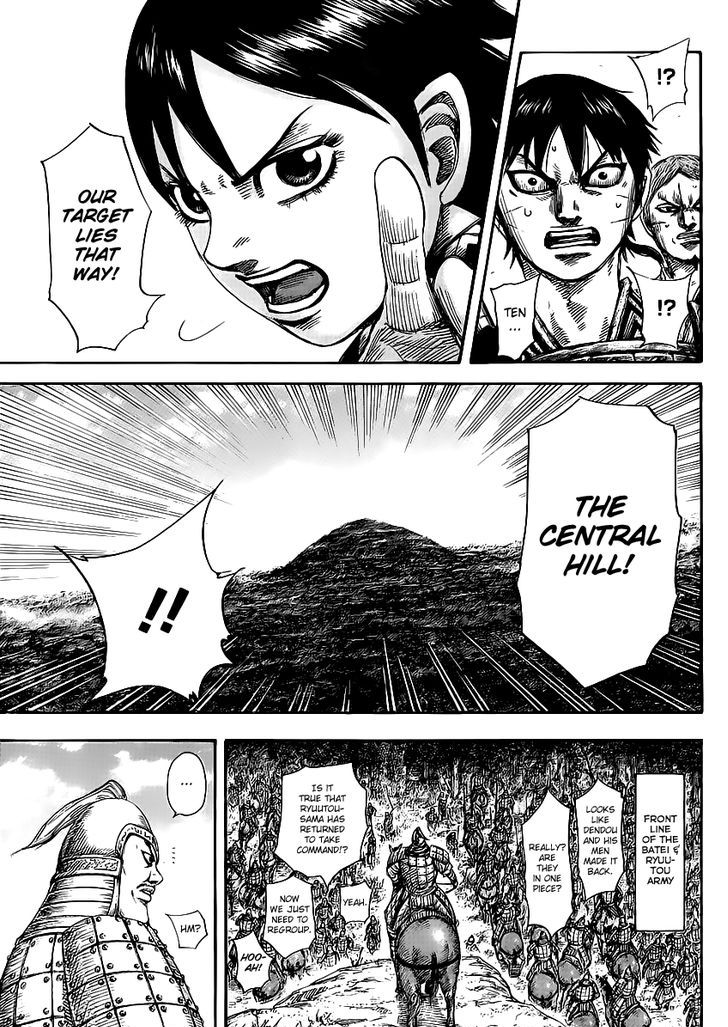 !?
!?
TEN
...
OUR
TARGET
LIES THAT
WAY!
THE
CENTRAL
HILL!
!!
FRONT
LINE OF THE
BATEI &
RYUU-
TOU
ARMY
LOOKS
LIKE
DENDOU
AND HIS
MEN
MADE IT
BACK.
REALLY?
ARE
THEY
IN ONE
PIECE?
IS IT
TRUE THAT
RYUUTOU-
SAMA HAS
RETURNED
TO TAKE
COMMAND!?
YEAH.
NOW
WE JUST
NEED TO
REGROUP.
HOO-
AH!
...
...
HM?